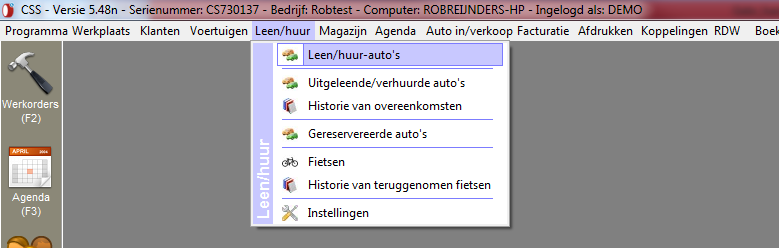 CSS - Versie 5.48n - Serienummer: CS730137 - Bedrijf: Robtest - Computer: ROBREIJNDERS-HP - Ingelogd als: DEMO
Programma Werkplaats Klanten Voertuigen Leen/huur Magazijn Agenda Auto in/verkoop Facturatie Afdrukken Koppelingen RDW Boek
Werkorders
(F2)
APRIL
Agenda
(F3)
Leen/huur
Leen/huur-auto's
Uitgeleende/verhuurde auto's
Historie van overeenkomsten
Gereservereerde auto's
Fietsen
Historie van teruggenomen fietsen
Instellingen